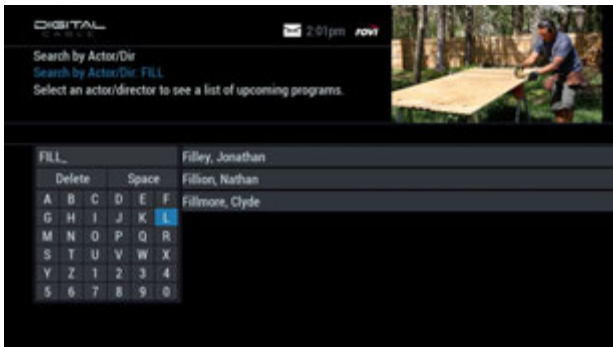 DIGITAL
CABLE
2:01pm rovi
Search by Actor/Dir
Search by Actor/Dir: FILL
Select an actor/director to see a list of upcoming programs.
FILL_
Delete Space
A B C D E F
G H I J K L
M N O P Q R
S T U V W X
Y Z 1 2 3 4
5 6 7 8 9 0
Filley, Jonathan
Fillion, Nathan
Fillmore, Clyde